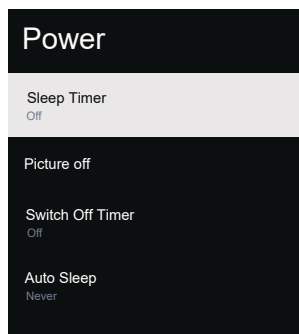 Power
Sleep Timer
Off
Picture off
Switch Off Timer
Off
Auto Sleep
Never